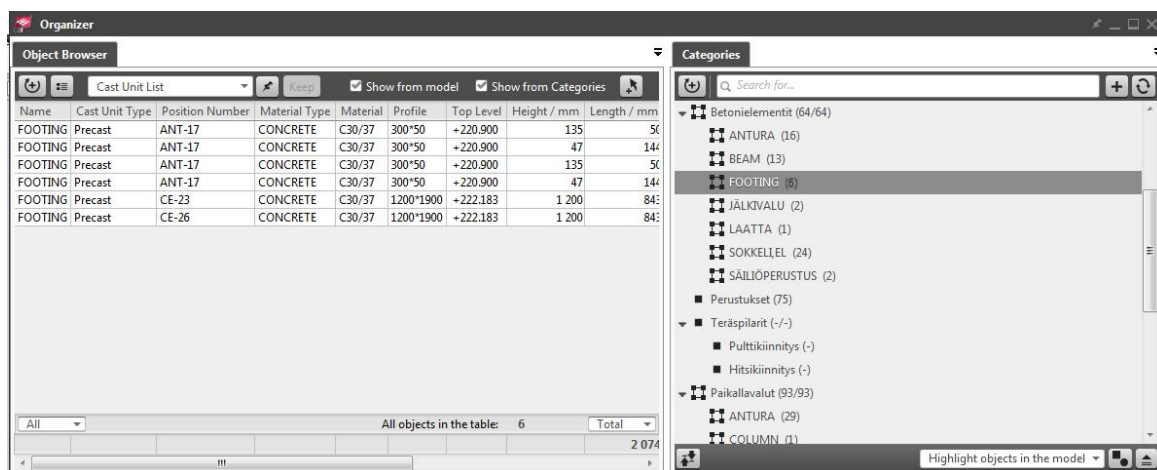 Organizer
Object Browser
Cast Unit List Keep Show from model Show from Categories
Name Cast Unit Type Position Number Material Type Material Profile Top Level Height / mm Length / mm
FOOTING Precast ANT-17 CONCRETE C30/37 300*50 +220.900 135 50
FOOTING Precast ANT-17 CONCRETE C30/37 300*50 +220.900 47 144
FOOTING Precast ANT-17 CONCRETE C30/37 300*50 +220.900 135 50
FOOTING Precast ANT-17 CONCRETE C30/37 300*50 +220.900 47 144
FOOTING Precast CE-23 CONCRETE C30/37 1200*1900 +222.183 1 200 843
FOOTING Precast CE-26 CONCRETE C30/37 1200*1900 +222.183 1 200 843
All All objects in the table: 6 Total
2 074
Categories
Search for...
Betonielementit (64/64)
ANTURA (16)
BEAM (13)
FOOTING (6)
JÄLKIVALU (2)
LAATTA (1)
SOKKELI,EL (24)
SÄILIÖPERUSTUS (2)
Perustukset (75)
Teräspilarit (-/-)
Pulttikiinnitys (-)
Hitsikiinnitys (-)
Paikallavalut (93/93)
ANTURA (29)
COLUMN (1)
Highlight objects in the model